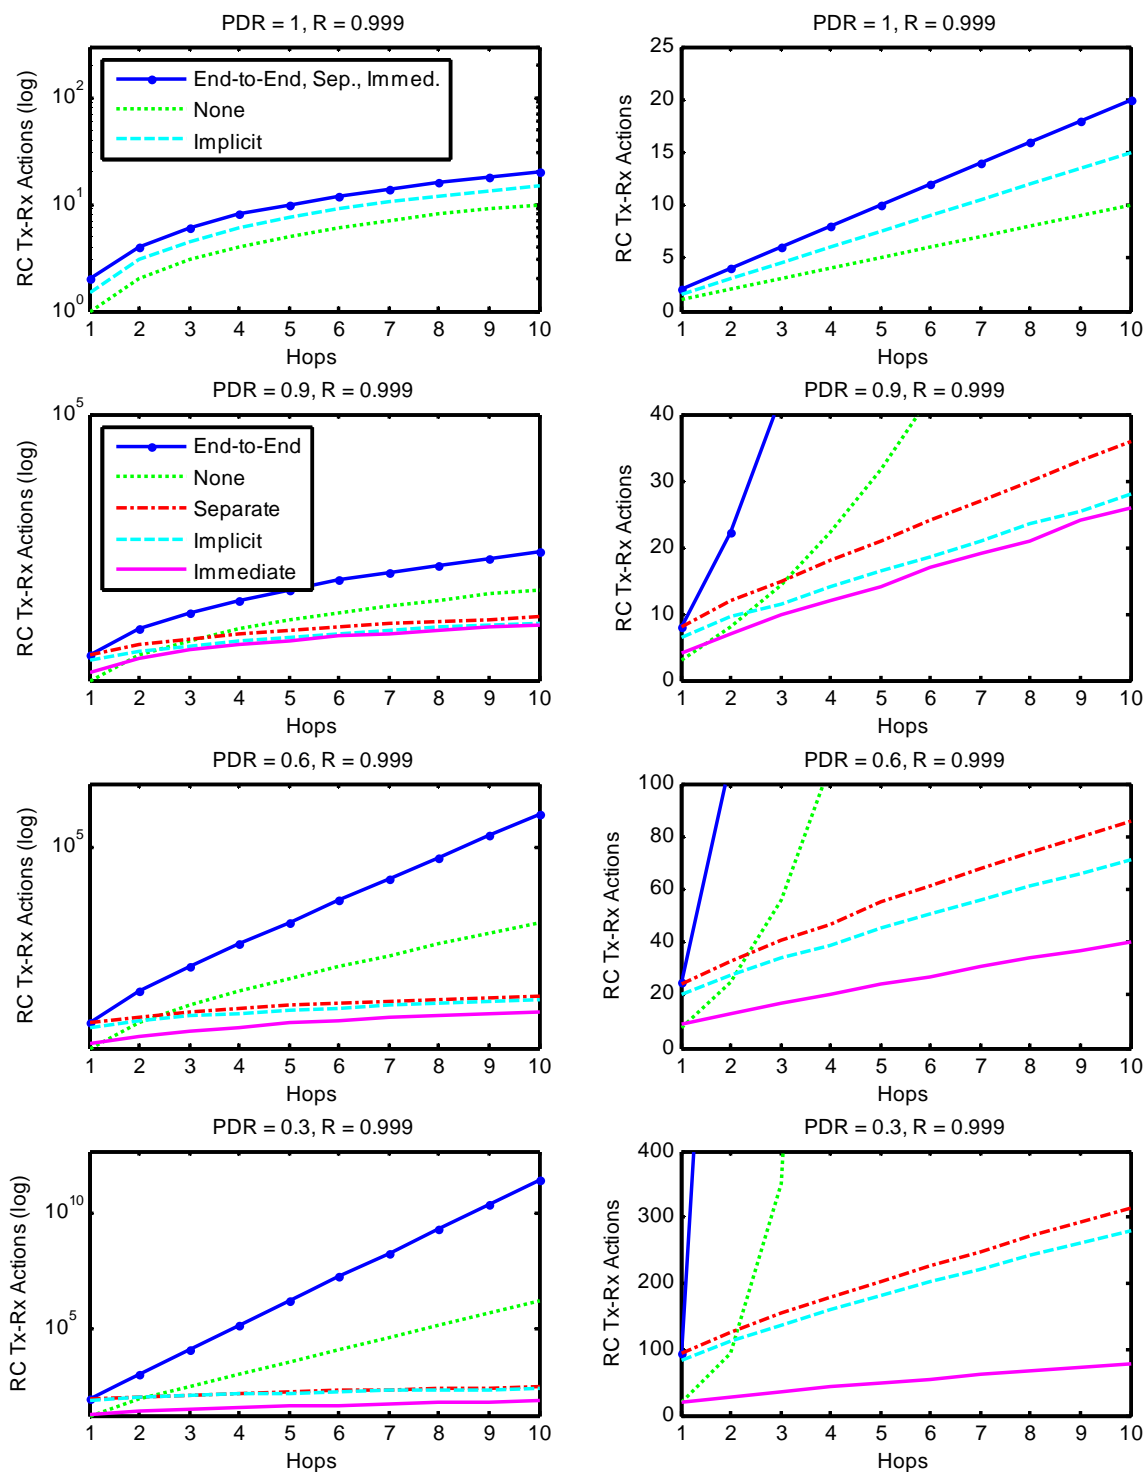 PDR = 1, R = 0.999
RC Tx-Rx Actions (log)
10^2
10^1
10^0
End-to-End, Sep., Immed.
None
Implicit
1 2 3 4 5 6 7 8 9 10
Hops
PDR = 1, R = 0.999
RC Tx-Rx Actions
25
20
15
10
5
0
1 2 3 4 5 6 7 8 9 10
Hops
PDR = 0.9, R = 0.999
RC Tx-Rx Actions (log)
10^5
End-to-End
None
Separate
Implicit
Immediate
1 2 3 4 5 6 7 8 9 10
Hops
PDR = 0.9, R = 0.999
RC Tx-Rx Actions
40
30
20
10
0
1 2 3 4 5 6 7 8 9 10
Hops
PDR = 0.6, R = 0.999
RC Tx-Rx Actions (log)
10^5
1 2 3 4 5 6 7 8 9 10
Hops
PDR = 0.6, R = 0.999
RC Tx-Rx Actions
100
80
60
40
20
0
1 2 3 4 5 6 7 8 9 10
Hops
PDR = 0.3, R = 0.999
RC Tx-Rx Actions (log)
10^10
10^5
1 2 3 4 5 6 7 8 9 10
Hops
PDR = 0.3, R = 0.999
RC Tx-Rx Actions
400
300
200
100
0
1 2 3 4 5 6 7 8 9 10
Hops